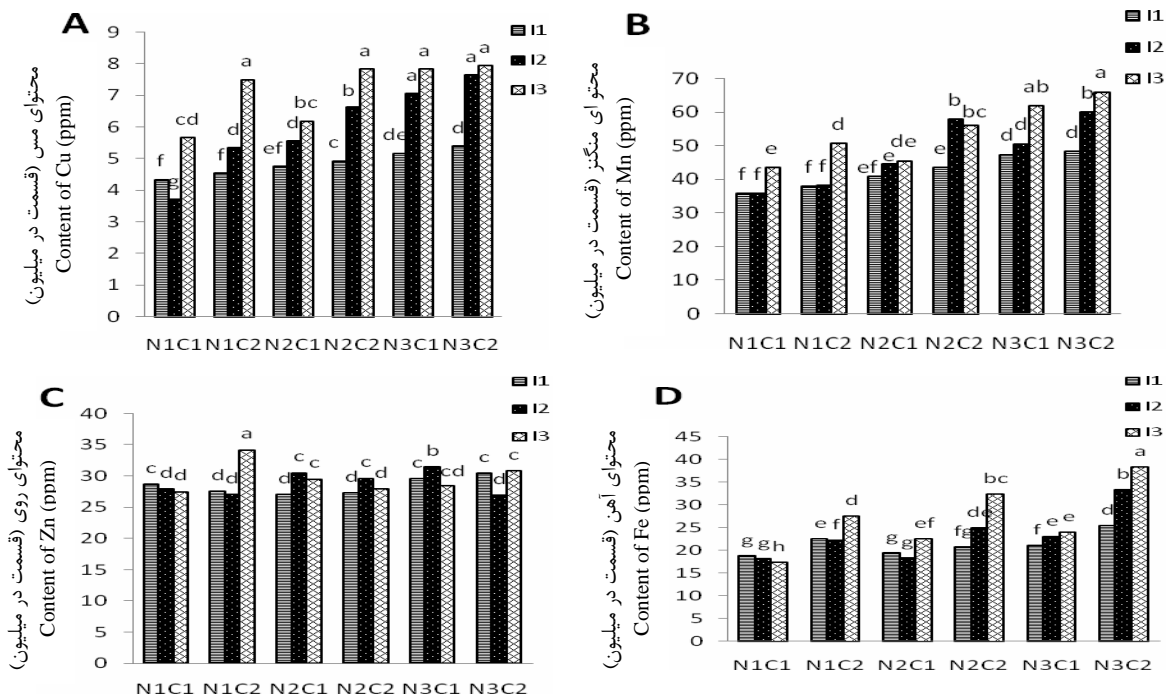 A
I1
I2
I3
محتوای مس (قسمت در میلیون)
Content of Cu (ppm)
9
8
7
6
5
4
3
2
1
0
f g cd
f d a
ef d bc
c b a
de a a
d a a
N1C1 N1C2 N2C1 N2C2 N3C1 N3C2
B
I1
I2
I3
محتوای منگنز (قسمت در میلیون)
Content of Mn (ppm)
70
60
50
40
30
20
10
0
f f e
f f d
ef e de
e b bc
d d ab
d b a
N1C1 N1C2 N2C1 N2C2 N3C1 N3C2
C
I1
I2
I3
محتوای روی (قسمت در میلیون)
Content of Zn (ppm)
40
35
30
25
20
15
10
5
0
c d d
d d a
d c c
d c d
c b cd
c d c
N1C1 N1C2 N2C1 N2C2 N3C1 N3C2
D
I1
I2
I3
محتوای آهن (قسمت در میلیون)
Content of Fe (ppm)
45
40
35
30
25
20
15
10
5
0
g g h
e f d
g g ef
fg de bc
f e e
d b a
N1C1 N1C2 N2C1 N2C2 N3C1 N3C2